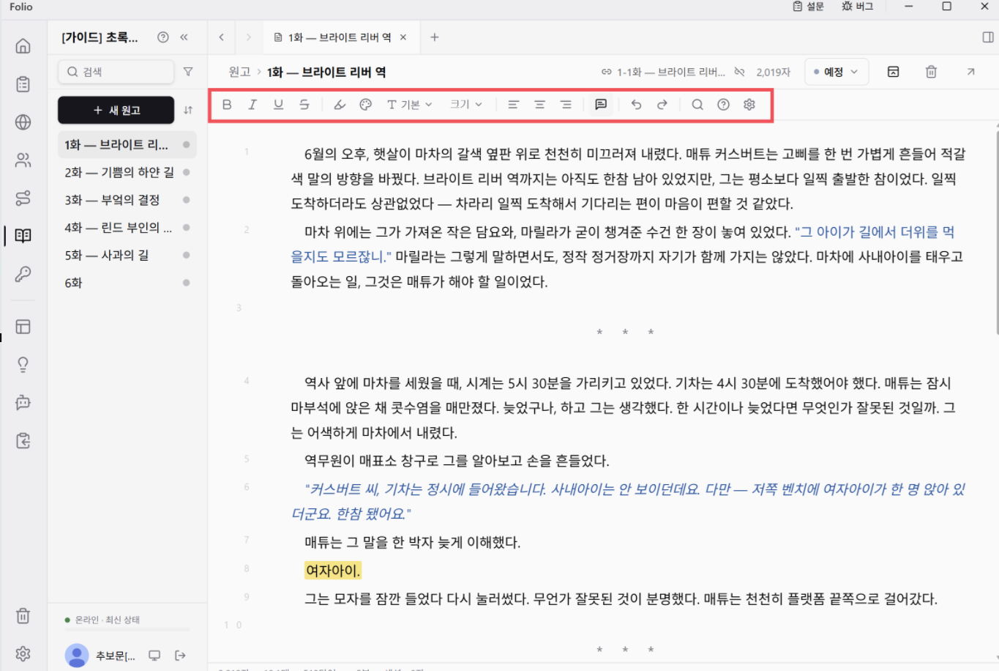 Folio
설문
버그
[가이드] 초록...
1화 — 브라이트 리버 역
검색
원고 › 1화 — 브라이트 리버 역
1-1화 — 브라이트 리버...
2,019자
예정
+ 새 원고
B I U S
T 기본
크기
1화 — 브라이트 리...
2화 — 기쁨의 하얀 길
3화 — 부엌의 결정
4화 — 린드 부인의 ...
5화 — 사과의 길
6화
1
6월의 오후, 햇살이 마차의 갈색 옆판 위로 천천히 미끄러져 내렸다. 매튜 커스버트는 고삐를 한 번 가볍게 흔들어 적갈
색 말의 방향을 바꿨다. 브라이트 리버 역까지는 아직도 한참 남아 있었지만, 그는 평소보다 일찍 출발한 참이었다. 일찍
도착하더라도 상관없었다 — 차라리 일찍 도착해서 기다리는 편이 마음이 편할 것 같았다.
2
마차 위에는 그가 가져온 작은 담요와, 마릴라가 굳이 챙겨준 수건 한 장이 놓여 있었다. "그 아이가 길에서 더위를 먹
을지도 모르잖니." 마릴라는 그렇게 말하면서도, 정작 정거장까지 자기가 함께 가지는 않았다. 마차에 사내아이를 태우고
돌아오는 일, 그것은 매튜가 해야 할 일이었다.
3
* * *
4
역사 앞에 마차를 세웠을 때, 시계는 5시 30분을 가리키고 있었다. 기차는 4시 30분에 도착했어야 했다. 매튜는 잠시
마부석에 앉은 채 콧수염을 매만졌다. 늦었구나, 하고 그는 생각했다. 한 시간이나 늦었다면 무엇인가 잘못된 것일까. 그
는 어색하게 마차에서 내렸다.
5
역무원이 매표소 창구로 그를 알아보고 손을 흔들었다.
6
"커스버트 씨, 기차는 정시에 들어왔습니다. 사내아이는 안 보이던데요. 다만 — 저쪽 벤치에 여자아이가 한 명 앉아 있
더군요. 한참 됐어요."
7
매튜는 그 말을 한 박자 늦게 이해했다.
8
여자아이.
9
그는 모자를 잠깐 들었다 다시 눌러썼다. 무언가 잘못된 것이 분명했다. 매튜는 천천히 플랫폼 끝쪽으로 걸어갔다.
10
* * *
온라인 · 최신 상태
추보문[...